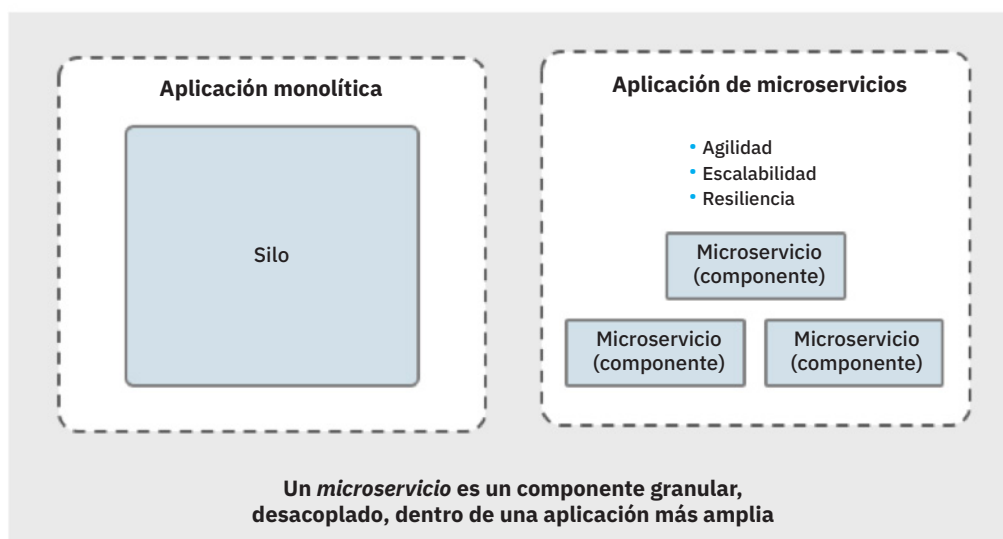 Aplicación monolítica
Silo
Aplicación de microservicios
• Agilidad
• Escalabilidad
• Resiliencia
Microservicio
(componente)
Microservicio
(componente)
Microservicio
(componente)
Un microservicio es un componente granular,
desacoplado, dentro de una aplicación más amplia